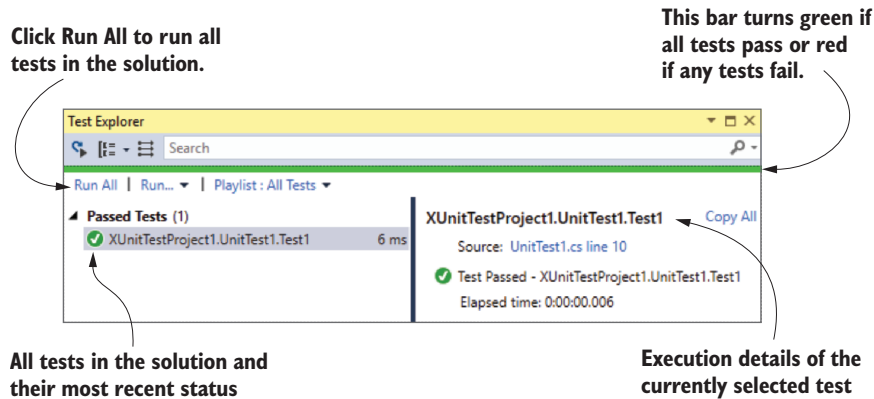 Click Run All to run all
tests in the solution.
This bar turns green if
all tests pass or red
if any tests fail.
Test Explorer
Search
Run All | Run... | Playlist : All Tests
Passed Tests (1)
XUnitTestProject1.UnitTest1.Test1 6 ms
XUnitTestProject1.UnitTest1.Test1 Copy All
Source: UnitTest1.cs line 10
Test Passed - XUnitTestProject1.UnitTest1.Test1
Elapsed time: 0:00:00.006
All tests in the solution and
their most recent status
Execution details of the
currently selected test